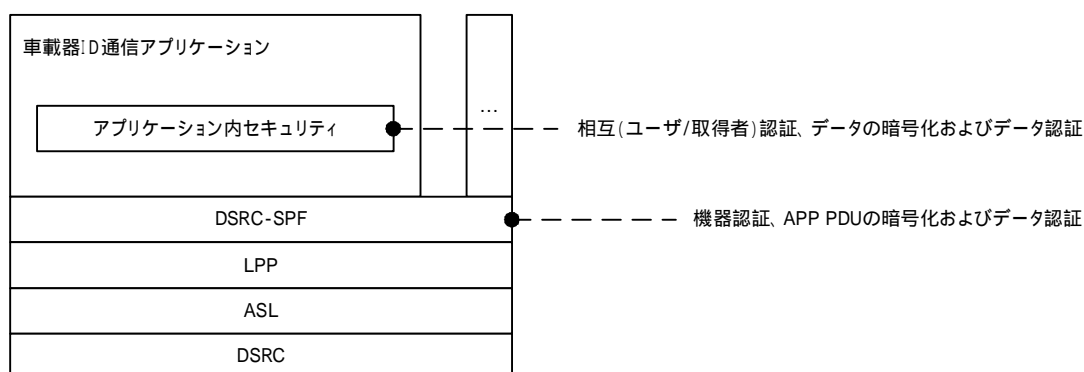 車載器ID通信アプリケーション
…
アプリケーション内セキュリティ
相互(ユーザ/取得者)認証、データの暗号化およびデータ認証
DSRC-SPF
機器認証、APP PDUの暗号化およびデータ認証
LPP
ASL
DSRC